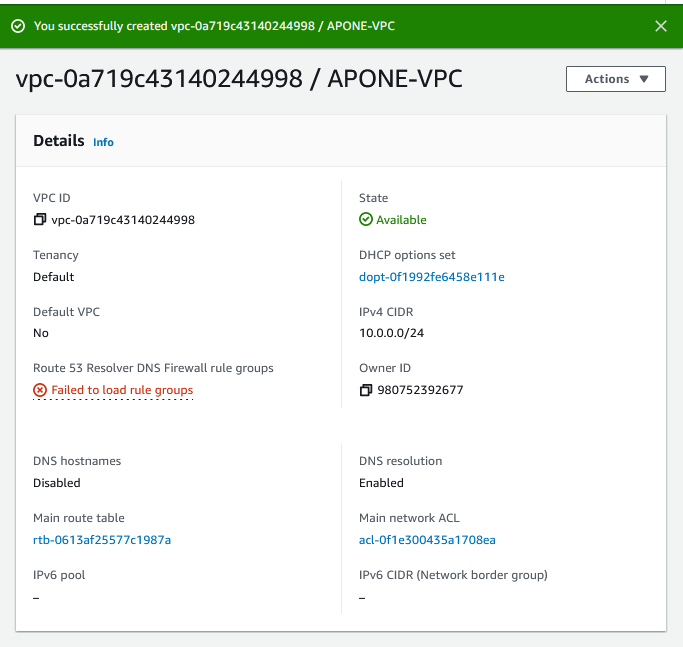 You successfully created vpc-0a719c43140244998 / APONE-VPC
vpc-0a719c43140244998 / APONE-VPC
Actions
Details Info
VPC ID
vpc-0a719c43140244998
State
Available
Tenancy
Default
DHCP options set
dopt-0f1992fe6458e111e
Default VPC
No
IPv4 CIDR
10.0.0.0/24
Route 53 Resolver DNS Firewall rule groups
Failed to load rule groups
Owner ID
980752392677
DNS hostnames
Disabled
DNS resolution
Enabled
Main route table
rtb-0613af25577c1987a
Main network ACL
acl-0f1e300435a1708ea
IPv6 pool
–
IPv6 CIDR (Network border group)
–